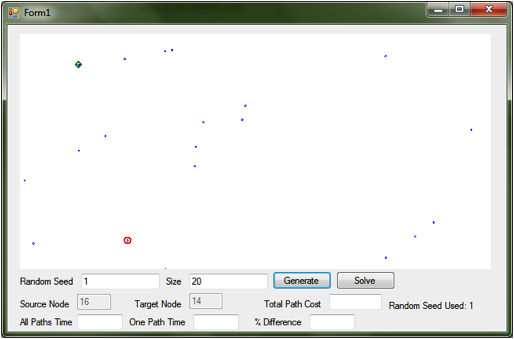 Form1
Random Seed 1 Size 20 Generate Solve
Source Node 16 Target Node 14 Total Path Cost Random Seed Used: 1
All Paths Time One Path Time % Difference